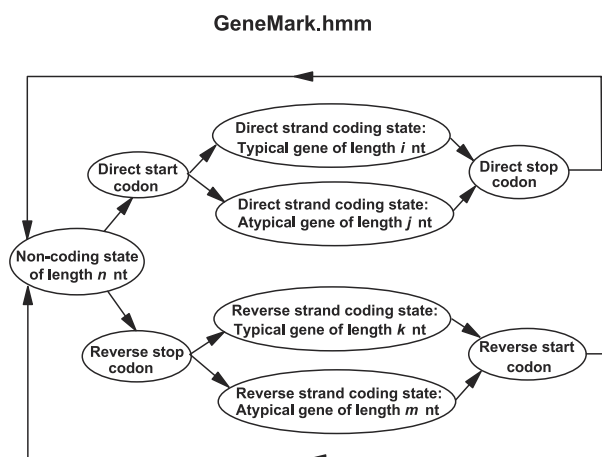 GeneMark.hmm
Direct strand coding state:
Typical gene of length i nt
Direct start
codon
Direct stop
codon
Direct strand coding state:
Atypical gene of length j nt
Non-coding state
of length n nt
Reverse strand coding state:
Typical gene of length k nt
Reverse stop
codon
Reverse start
codon
Reverse strand coding state:
Atypical gene of length m nt